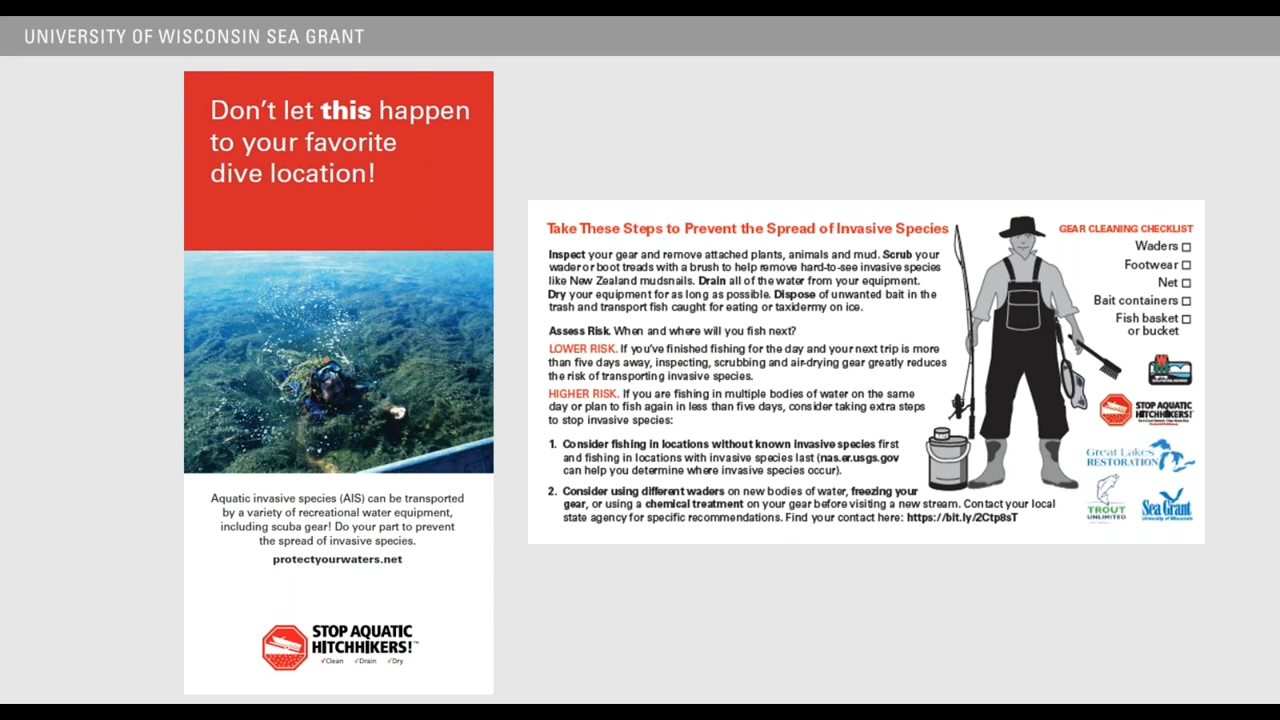 UNIVERSITY OF WISCONSIN SEA GRANT
Don't let this happen
to your favorite
dive location!
Aquatic invasive species (AIS) can be transported
by a variety of recreational water equipment,
including scuba gear! Do your part to prevent
the spread of invasive species.
protectyourwaters.net
STOP AQUATIC
HITCHHIKERS!™
✓Clean ✓Drain ✓Dry
Take These Steps to Prevent the Spread of Invasive Species
Inspect your gear and remove attached plants, animals and mud. Scrub your
wader or boot treads with a brush to help remove hard-to-see invasive species
like New Zealand mudsnails. Drain all of the water from your equipment.
Dry your equipment for as long as possible. Dispose of unwanted bait in the
trash and transport fish caught for eating or taxidermy on ice.
Assess Risk. When and where will you fish next?
LOWER RISK. If you've finished fishing for the day and your next trip is more
than five days away, inspecting, scrubbing and air-drying gear greatly reduces
the risk of transporting invasive species.
HIGHER RISK. If you are fishing in multiple bodies of water on the same
day or plan to fish again in less than five days, consider taking extra steps
to stop invasive species:
1. Consider fishing in locations without known invasive species first
and fishing in locations with invasive species last (nas.er.usgs.gov
can help you determine where invasive species occur).
2. Consider using different waders on new bodies of water, freezing your
gear, or using a chemical treatment on your gear before visiting a new stream. Contact your local
state agency for specific recommendations. Find your contact here: https://bit.ly/2Ctp8sT
GEAR CLEANING CHECKLIST
Waders
Footwear
Net
Bait containers
Fish basket
or bucket
BAIT
STOP AQUATIC
HITCHHIKERS!
Great Lakes
RESTORATION
TROUT
UNLIMITED
Sea Grant
University of Wisconsin